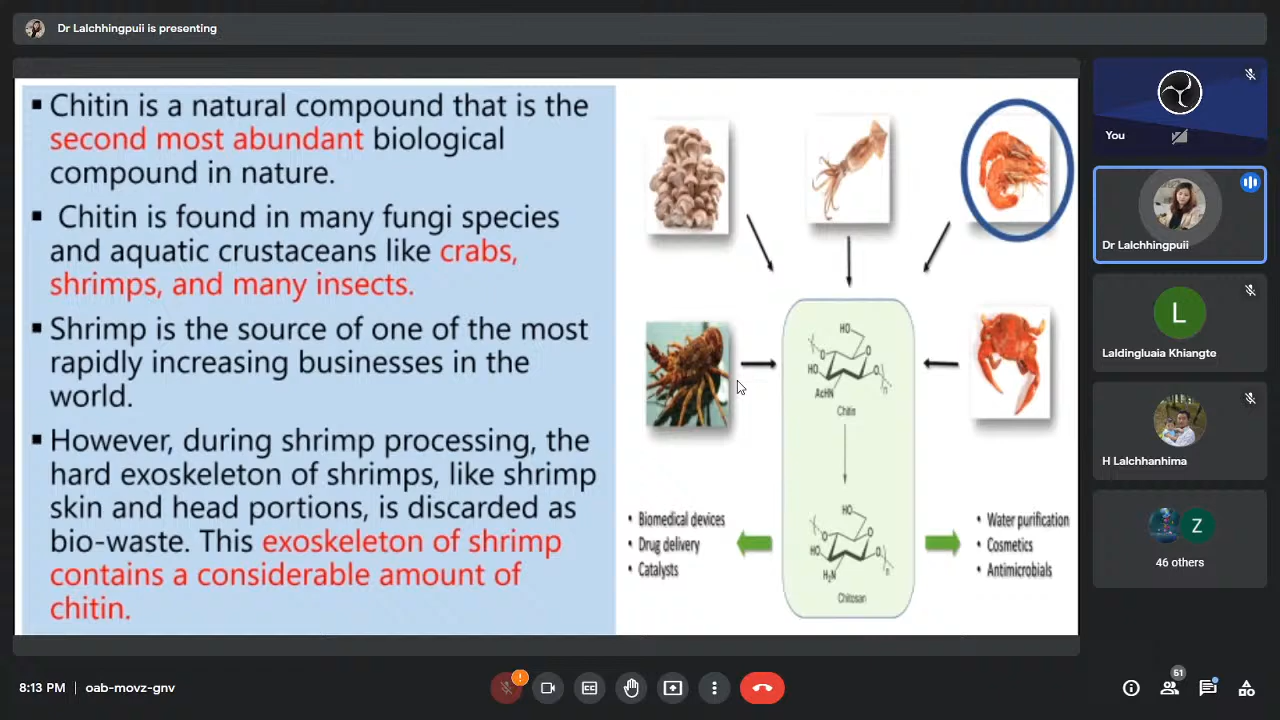 Dr Lalchhingpuii is presenting
▪ Chitin is a natural compound that is the
second most abundant biological
compound in nature.
▪ Chitin is found in many fungi species
and aquatic crustaceans like crabs,
shrimps, and many insects.
▪ Shrimp is the source of one of the most
rapidly increasing businesses in the
world.
▪ However, during shrimp processing, the
hard exoskeleton of shrimps, like shrimp
skin and head portions, is discarded as
bio-waste. This exoskeleton of shrimp
contains a considerable amount of
chitin.
HO
O
HO
O
O
n
AcHN
Chitin
HO
O
HO
O
O
n
H₂N
Chitosan
• Biomedical devices
• Drug delivery
• Catalysts
• Water purification
• Cosmetics
• Antimicrobials
You
Dr Lalchhingpuii
L
Laldingluaia Khiangte
H Lalchhanhima
Z
46 others
8:13 PM | oab-movz-gnv
!
CC
51